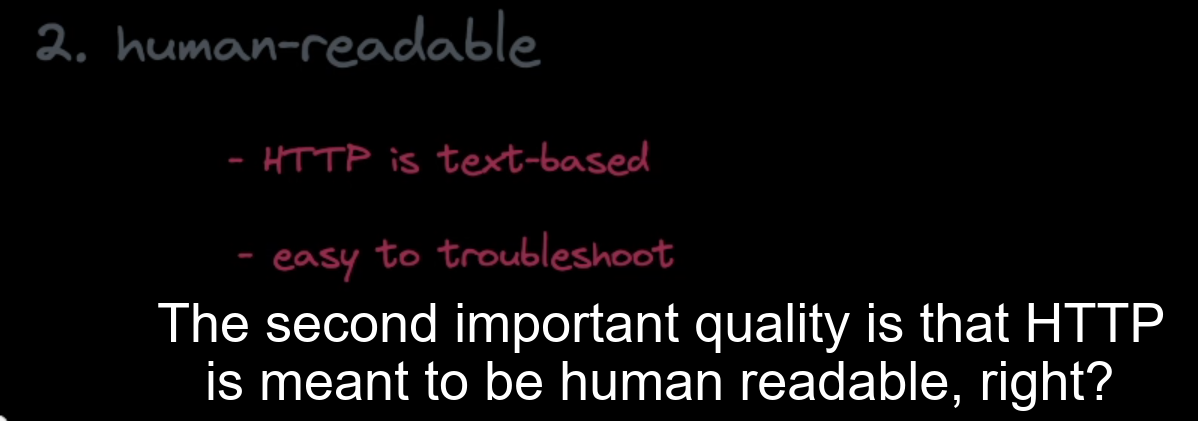 2. human-readable
- HTTP is text-based
- easy to troubleshoot
The second important quality is that HTTP
is meant to be human readable, right?